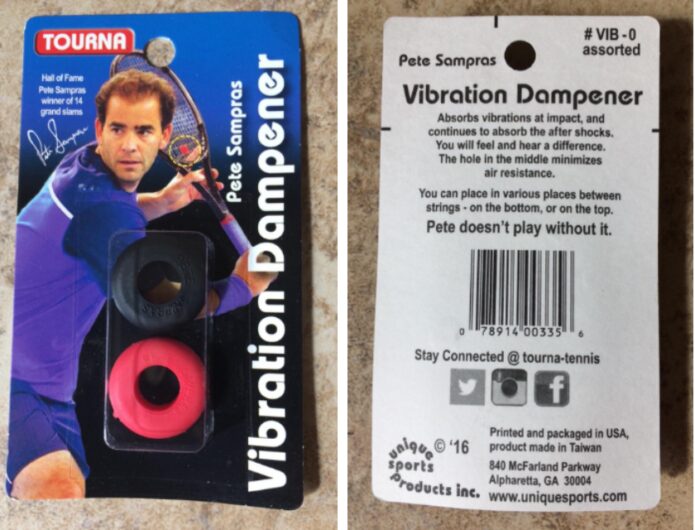 TOURNA
Hall of Fame
Pete Sampras
winner of 14
grand slams
Pete Sampras
Pete Sampras
Vibration Dampener
# VIB - 0
assorted
Pete Sampras
Vibration Dampener
Absorbs vibrations at impact, and
continues to absorb the after shocks.
You will feel and hear a difference.
The hole in the middle minimizes
air resistance.
You can place in various places between
strings - on the bottom, or on the top.
Pete doesn't play without it.
0 78914 00335 6
Stay Connected @ tourna-tennis
unique
sports
products inc.
© '16
Printed and packaged in USA,
product made in Taiwan
840 McFarland Parkway
Alpharetta, GA 30004
www.uniquesports.com